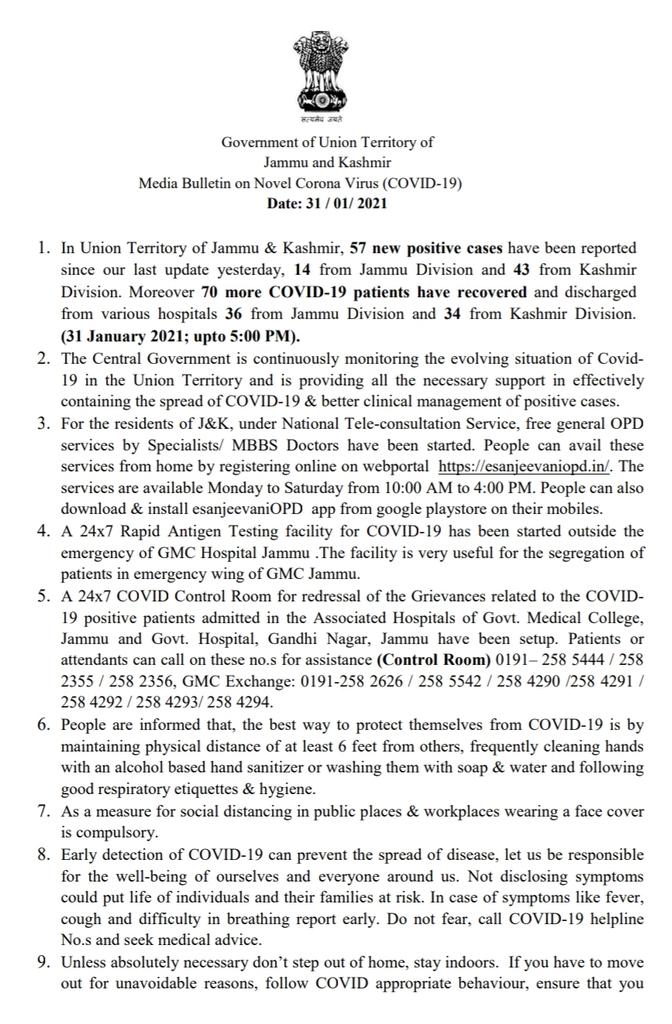 सत्यमेव जयते
Government of Union Territory of
Jammu and Kashmir
Media Bulletin on Novel Corona Virus (COVID-19)
Date: 31 / 01/ 2021
1. In Union Territory of Jammu & Kashmir, 57 new positive cases have been reported
since our last update yesterday, 14 from Jammu Division and 43 from Kashmir
Division. Moreover 70 more COVID-19 patients have recovered and discharged
from various hospitals 36 from Jammu Division and 34 from Kashmir Division.
(31 January 2021; upto 5:00 PM).
2. The Central Government is continuously monitoring the evolving situation of Covid-
19 in the Union Territory and is providing all the necessary support in effectively
containing the spread of COVID-19 & better clinical management of positive cases.
3. For the residents of J&K, under National Tele-consultation Service, free general OPD
services by Specialists/ MBBS Doctors have been started. People can avail these
services from home by registering online on webportal https://esanjeevaniopd.in/. The
services are available Monday to Saturday from 10:00 AM to 4:00 PM. People can also
download & install esanjeevaniOPD app from google playstore on their mobiles.
4. A 24x7 Rapid Antigen Testing facility for COVID-19 has been started outside the
emergency of GMC Hospital Jammu .The facility is very useful for the segregation of
patients in emergency wing of GMC Jammu.
5. A 24x7 COVID Control Room for redressal of the Grievances related to the COVID-
19 positive patients admitted in the Associated Hospitals of Govt. Medical College,
Jammu and Govt. Hospital, Gandhi Nagar, Jammu have been setup. Patients or
attendants can call on these no.s for assistance (Control Room) 0191– 258 5444 / 258
2355 / 258 2356, GMC Exchange: 0191-258 2626 / 258 5542 / 258 4290 /258 4291 /
258 4292 / 258 4293/ 258 4294.
6. People are informed that, the best way to protect themselves from COVID-19 is by
maintaining physical distance of at least 6 feet from others, frequently cleaning hands
with an alcohol based hand sanitizer or washing them with soap & water and following
good respiratory etiquettes & hygiene.
7. As a measure for social distancing in public places & workplaces wearing a face cover
is compulsory.
8. Early detection of COVID-19 can prevent the spread of disease, let us be responsible
for the well-being of ourselves and everyone around us. Not disclosing symptoms
could put life of individuals and their families at risk. In case of symptoms like fever,
cough and difficulty in breathing report early. Do not fear, call COVID-19 helpline
No.s and seek medical advice.
9. Unless absolutely necessary don’t step out of home, stay indoors. If you have to move
out for unavoidable reasons, follow COVID appropriate behaviour, ensure that you